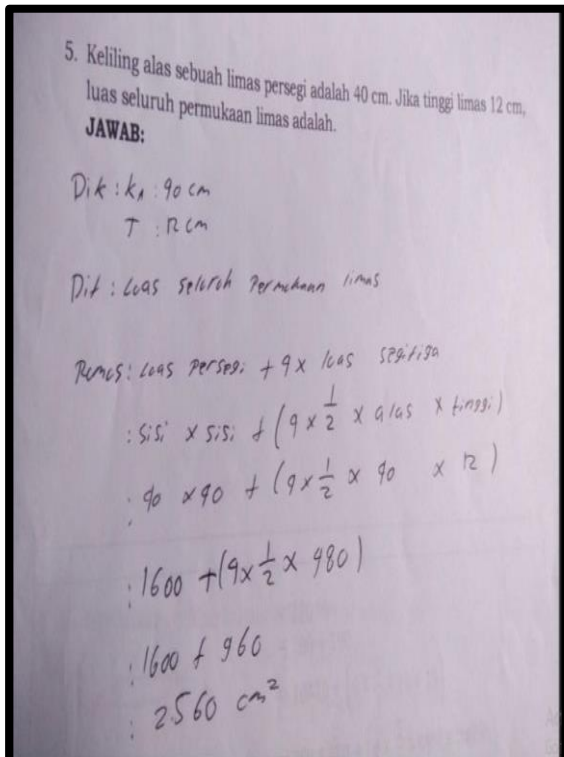 5. Keliling alas sebuah limas persegi adalah 40 cm. Jika tinggi limas 12 cm,
luas seluruh permukaan limas adalah.
JAWAB:
Dik : kA : 40 cm
T : 12 cm
Dit : Luas seluruh Permukaan limas
Rumus : Luas persegi + 4 x luas segitiga
: sisi x sisi + (4 x 1/2 x alas x tinggi)
: 40 x 40 + (4 x 1/2 x 40 x 12)
: 1600 + (4 x 1/2 x 480)
: 1600 + 960
: 2560 cm²